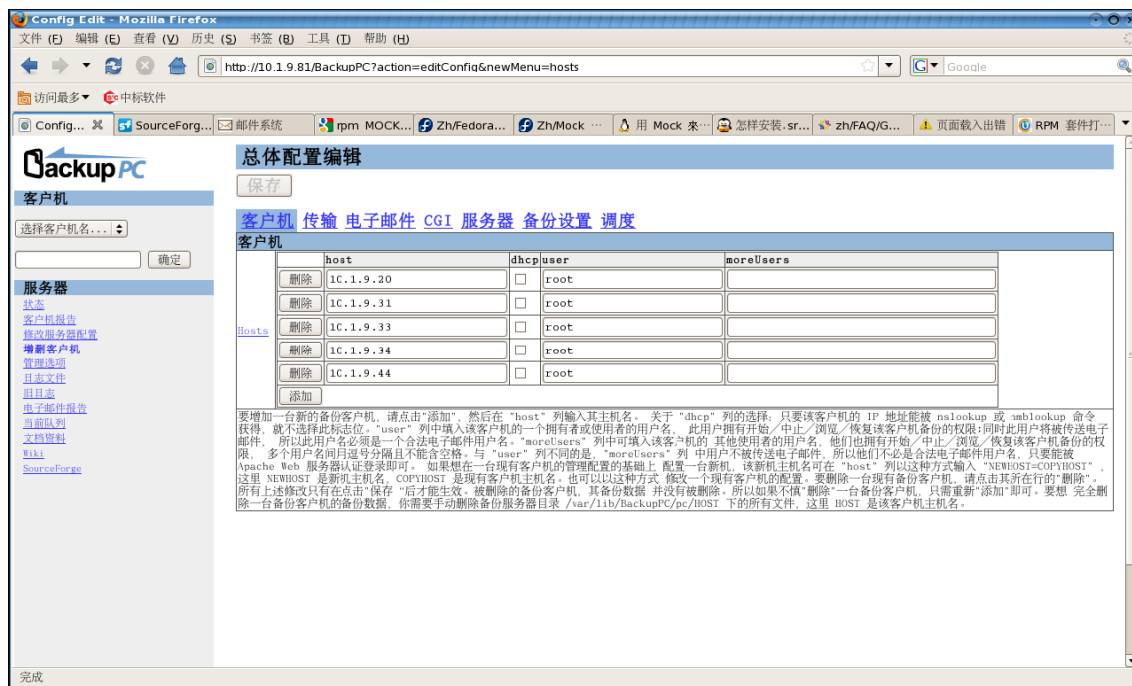 Config Edit - Mozilla Firefox
文件 (F) 编辑 (E) 查看 (V) 历史 (S) 书签 (B) 工具 (T) 帮助 (H)
http://10.1.9.81/BackupPC?action=editConfig&newMenu=hosts
Google
访问最多 中标软件
Config... SourceForg... 邮件系统 rpm MOCK... Zh/Fedora... Zh/Mock ... 用 Mock 來... 怎样安装.sr... zh/FAQ/G... 页面载入出错 RPM 套件打...
BackupPC
客户机
选择客户机名...
确定
服务器
状态
客户机报告
修改服务器配置
增删客户机
管理选项
日志文件
旧日志
电子邮件报告
当前队列
文档资料
Wiki
SourceForge
总体配置编辑
保存
客户机 传输 电子邮件 CGI 服务器 备份设置 调度
客户机
host dhcp user moreUsers
Hosts
删除 10.1.9.20 root
删除 10.1.9.31 root
删除 10.1.9.33 root
删除 10.1.9.34 root
删除 10.1.9.44 root
添加
要增加一台新的备份客户机, 请点击"添加", 然后在 "host" 列输入其主机名。 关于 "dhcp" 列的选择: 只要该客户机的 IP 地址能被 nslookup 或 nmblookup 命令
获得, 就不选择此标志位。"user" 列中填入该客户机的一个拥有者或使用者的用户名, 此用户拥有开始/中止/浏览/恢复该客户机备份的权限;同时此用户将被传送电子
邮件, 所以此用户名必须是一个合法电子邮件用户名。"moreUsers" 列中可填入该客户机的 其他使用者的用户名, 他们也拥有开始/中止/浏览/恢复该客户机备份的权
限, 多个用户名间用逗号分隔且不能含空格。与 "user" 列不同的是, "moreUsers" 列 中用户不被传送电子邮件, 所以他们不必是合法电子邮件用户名, 只要能被
Apache Web 服务器认证登录即可。 如果想在一台现有客户机的管理配置的基础上 配置一台新机, 该新机主机名可在 "host" 列以这种方式输入 "NEWHOST=COPYHOST" ,
这里 NEWHOST 是新机主机名, COPYHOST 是现有客户机主机名。也可以以这种方式 修改一个现有客户机的配置。要删除一台现有备份客户机, 请点击其所在行的"删除"。
所有上述修改只有在点击"保存 "后才能生效。被删除的备份客户机, 其备份数据 并没有被删除。所以如果不慎"删除"一台备份客户机, 只需重新"添加"即可。要想 完全删
除一台备份客户机的备份数据, 你需要手动删除备份服务器目录 /var/lib/BackupPC/pc/HOST 下的所有文件, 这里 HOST 是该客户机主机名。
完成